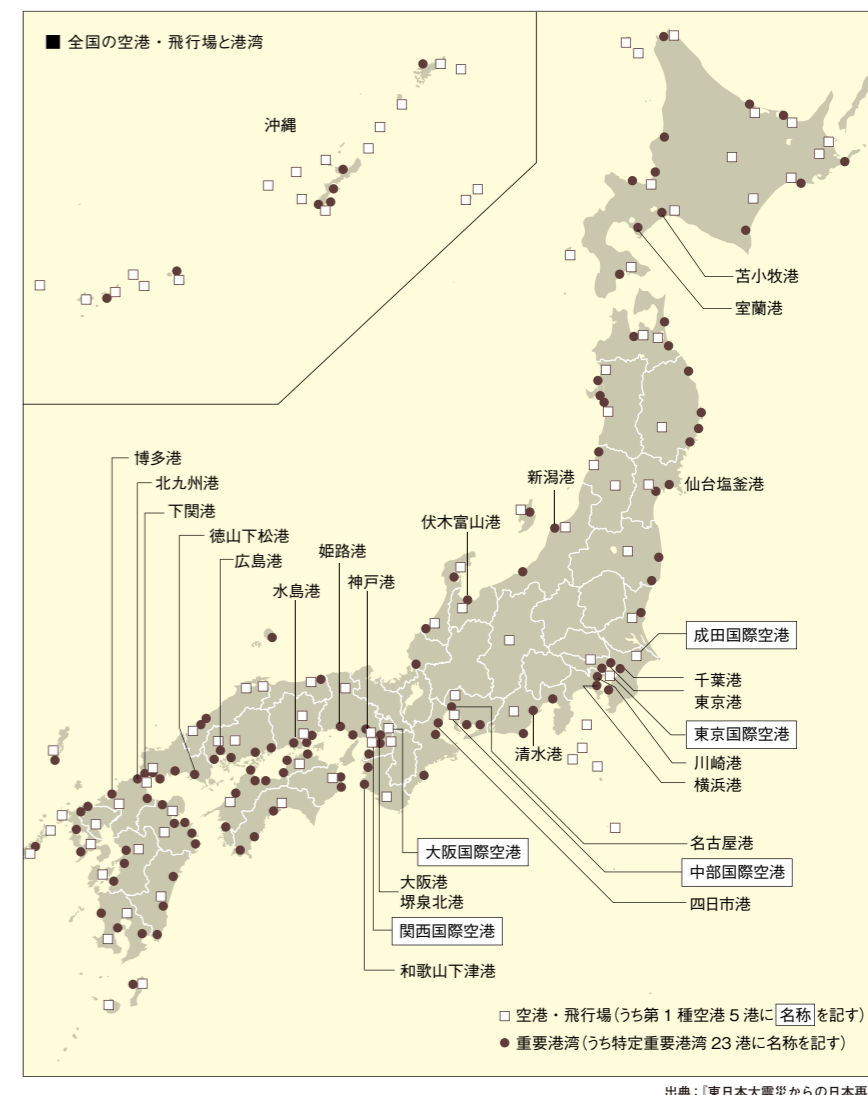 ■ 全国の空港・飛行場と港湾
沖縄
苫小牧港
室蘭港
博多港
北九州港
下関港
徳山下松港
広島港
水島港
姫路港
神戸港
伏木富山港
新潟港
仙台塩釜港
成田国際空港
千葉港
東京港
東京国際空港
川崎港
横浜港
清水港
名古屋港
中部国際空港
四日市港
大阪国際空港
大阪港
堺泉北港
関西国際空港
和歌山下津港
□ 空港・飛行場(うち第1種空港5港に名称を記す)
● 重要港湾(うち特定重要港湾23港に名称を記す)
出典:『東日本大震災からの日本再